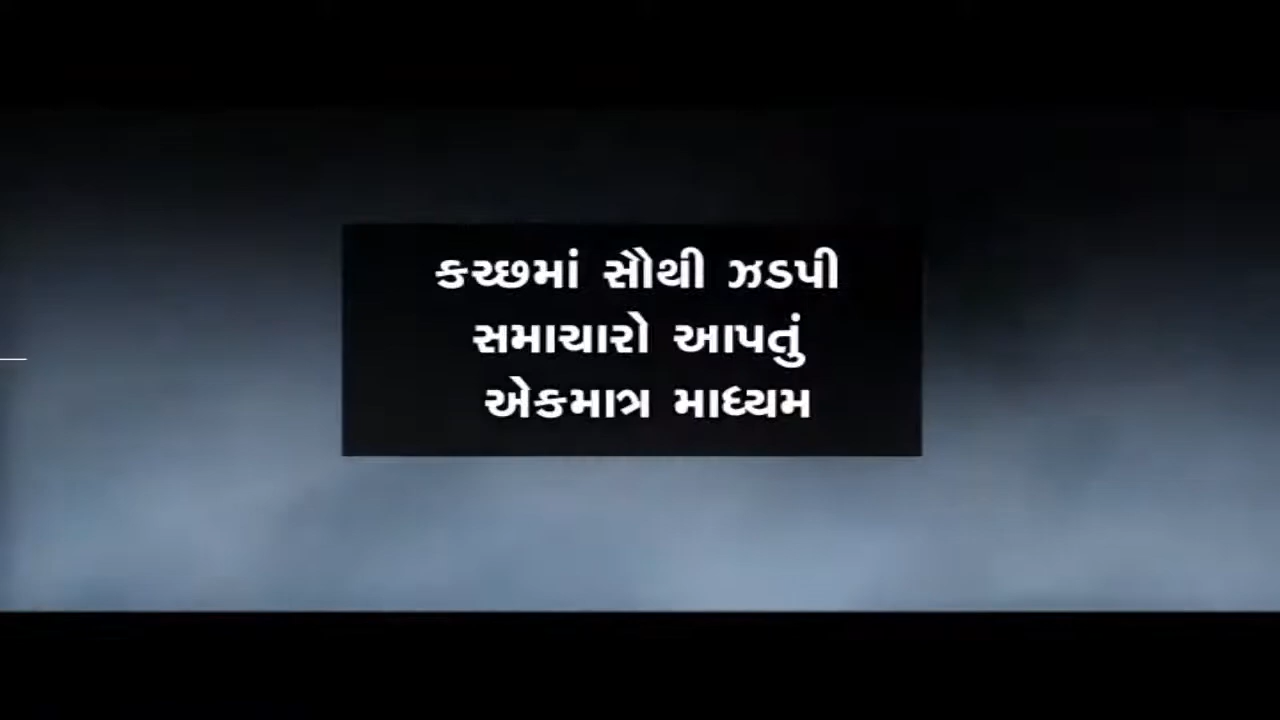 કચ્છમાં સૌથી ઝડપી
સમાચારો આપતું
એકમાત્ર માધ્યમ